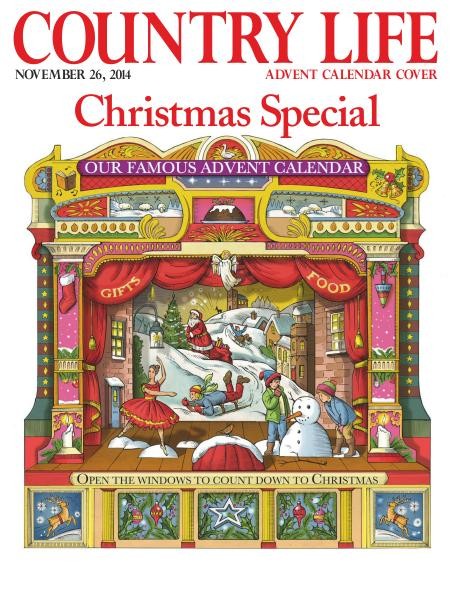 COUNTRY LIFE
NOVEMBER 26, 2014
ADVENT CALENDAR COVER
Christmas Special
OUR FAMOUS ADVENT CALENDAR
GIFTS
FOOD
OPEN THE WINDOWS TO COUNT DOWN TO CHRISTMAS